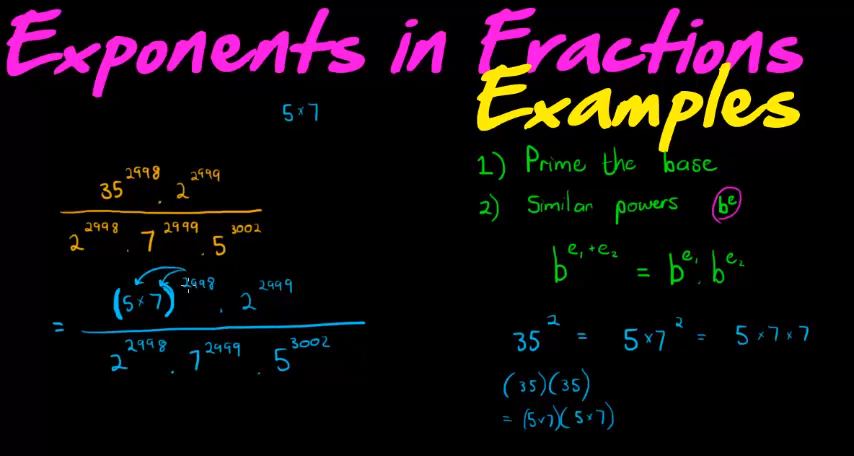 Exponents in Fractions
Examples
5 × 7
35^2998 . 2^2999
2^2998 . 7^2999 . 5^3002
= (5 × 7)^2998 . 2^2999
2^2998 . 7^2999 . 5^3002
1) Prime the base
2) Similar powers b^e
b^(e₁ + e₂) = b^e₁ . b^e₂
35^2 = 5 × 7^2 = 5 × 7 × 7
(35)(35)
= (5×7)(5×7)